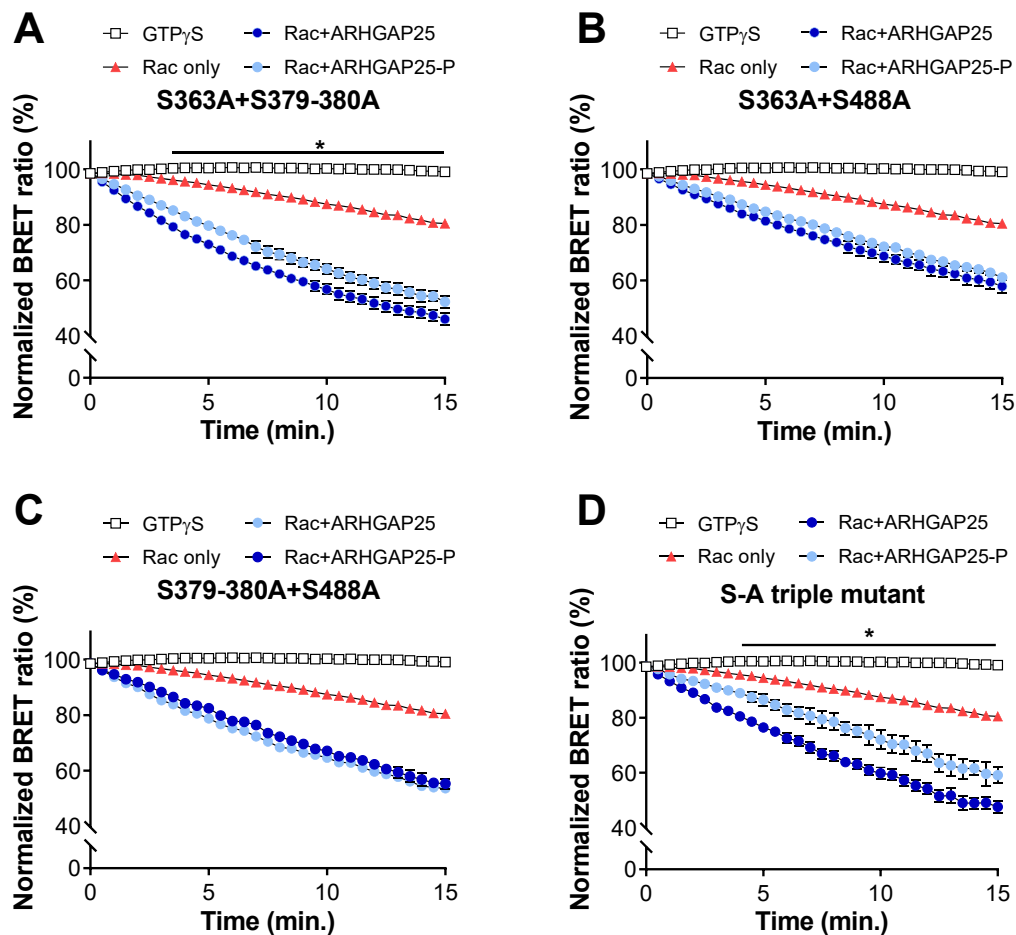 A
GTPγS
Rac+ARHGAP25
Rac only
Rac+ARHGAP25-P
S363A+S379-380A
Normalized BRET ratio (%)
*
100
80
60
40
0
0 5 10 15
Time (min.)
B
GTPγS
Rac+ARHGAP25
Rac only
Rac+ARHGAP25-P
S363A+S488A
Normalized BRET ratio (%)
100
80
60
40
0
0 5 10 15
Time (min.)
C
GTPγS
Rac+ARHGAP25
Rac only
Rac+ARHGAP25-P
S379-380A+S488A
Normalized BRET ratio (%)
100
80
60
40
0
0 5 10 15
Time (min.)
D
GTPγS
Rac+ARHGAP25
Rac only
Rac+ARHGAP25-P
S-A triple mutant
Normalized BRET ratio (%)
*
100
80
60
40
0
0 5 10 15
Time (min.)